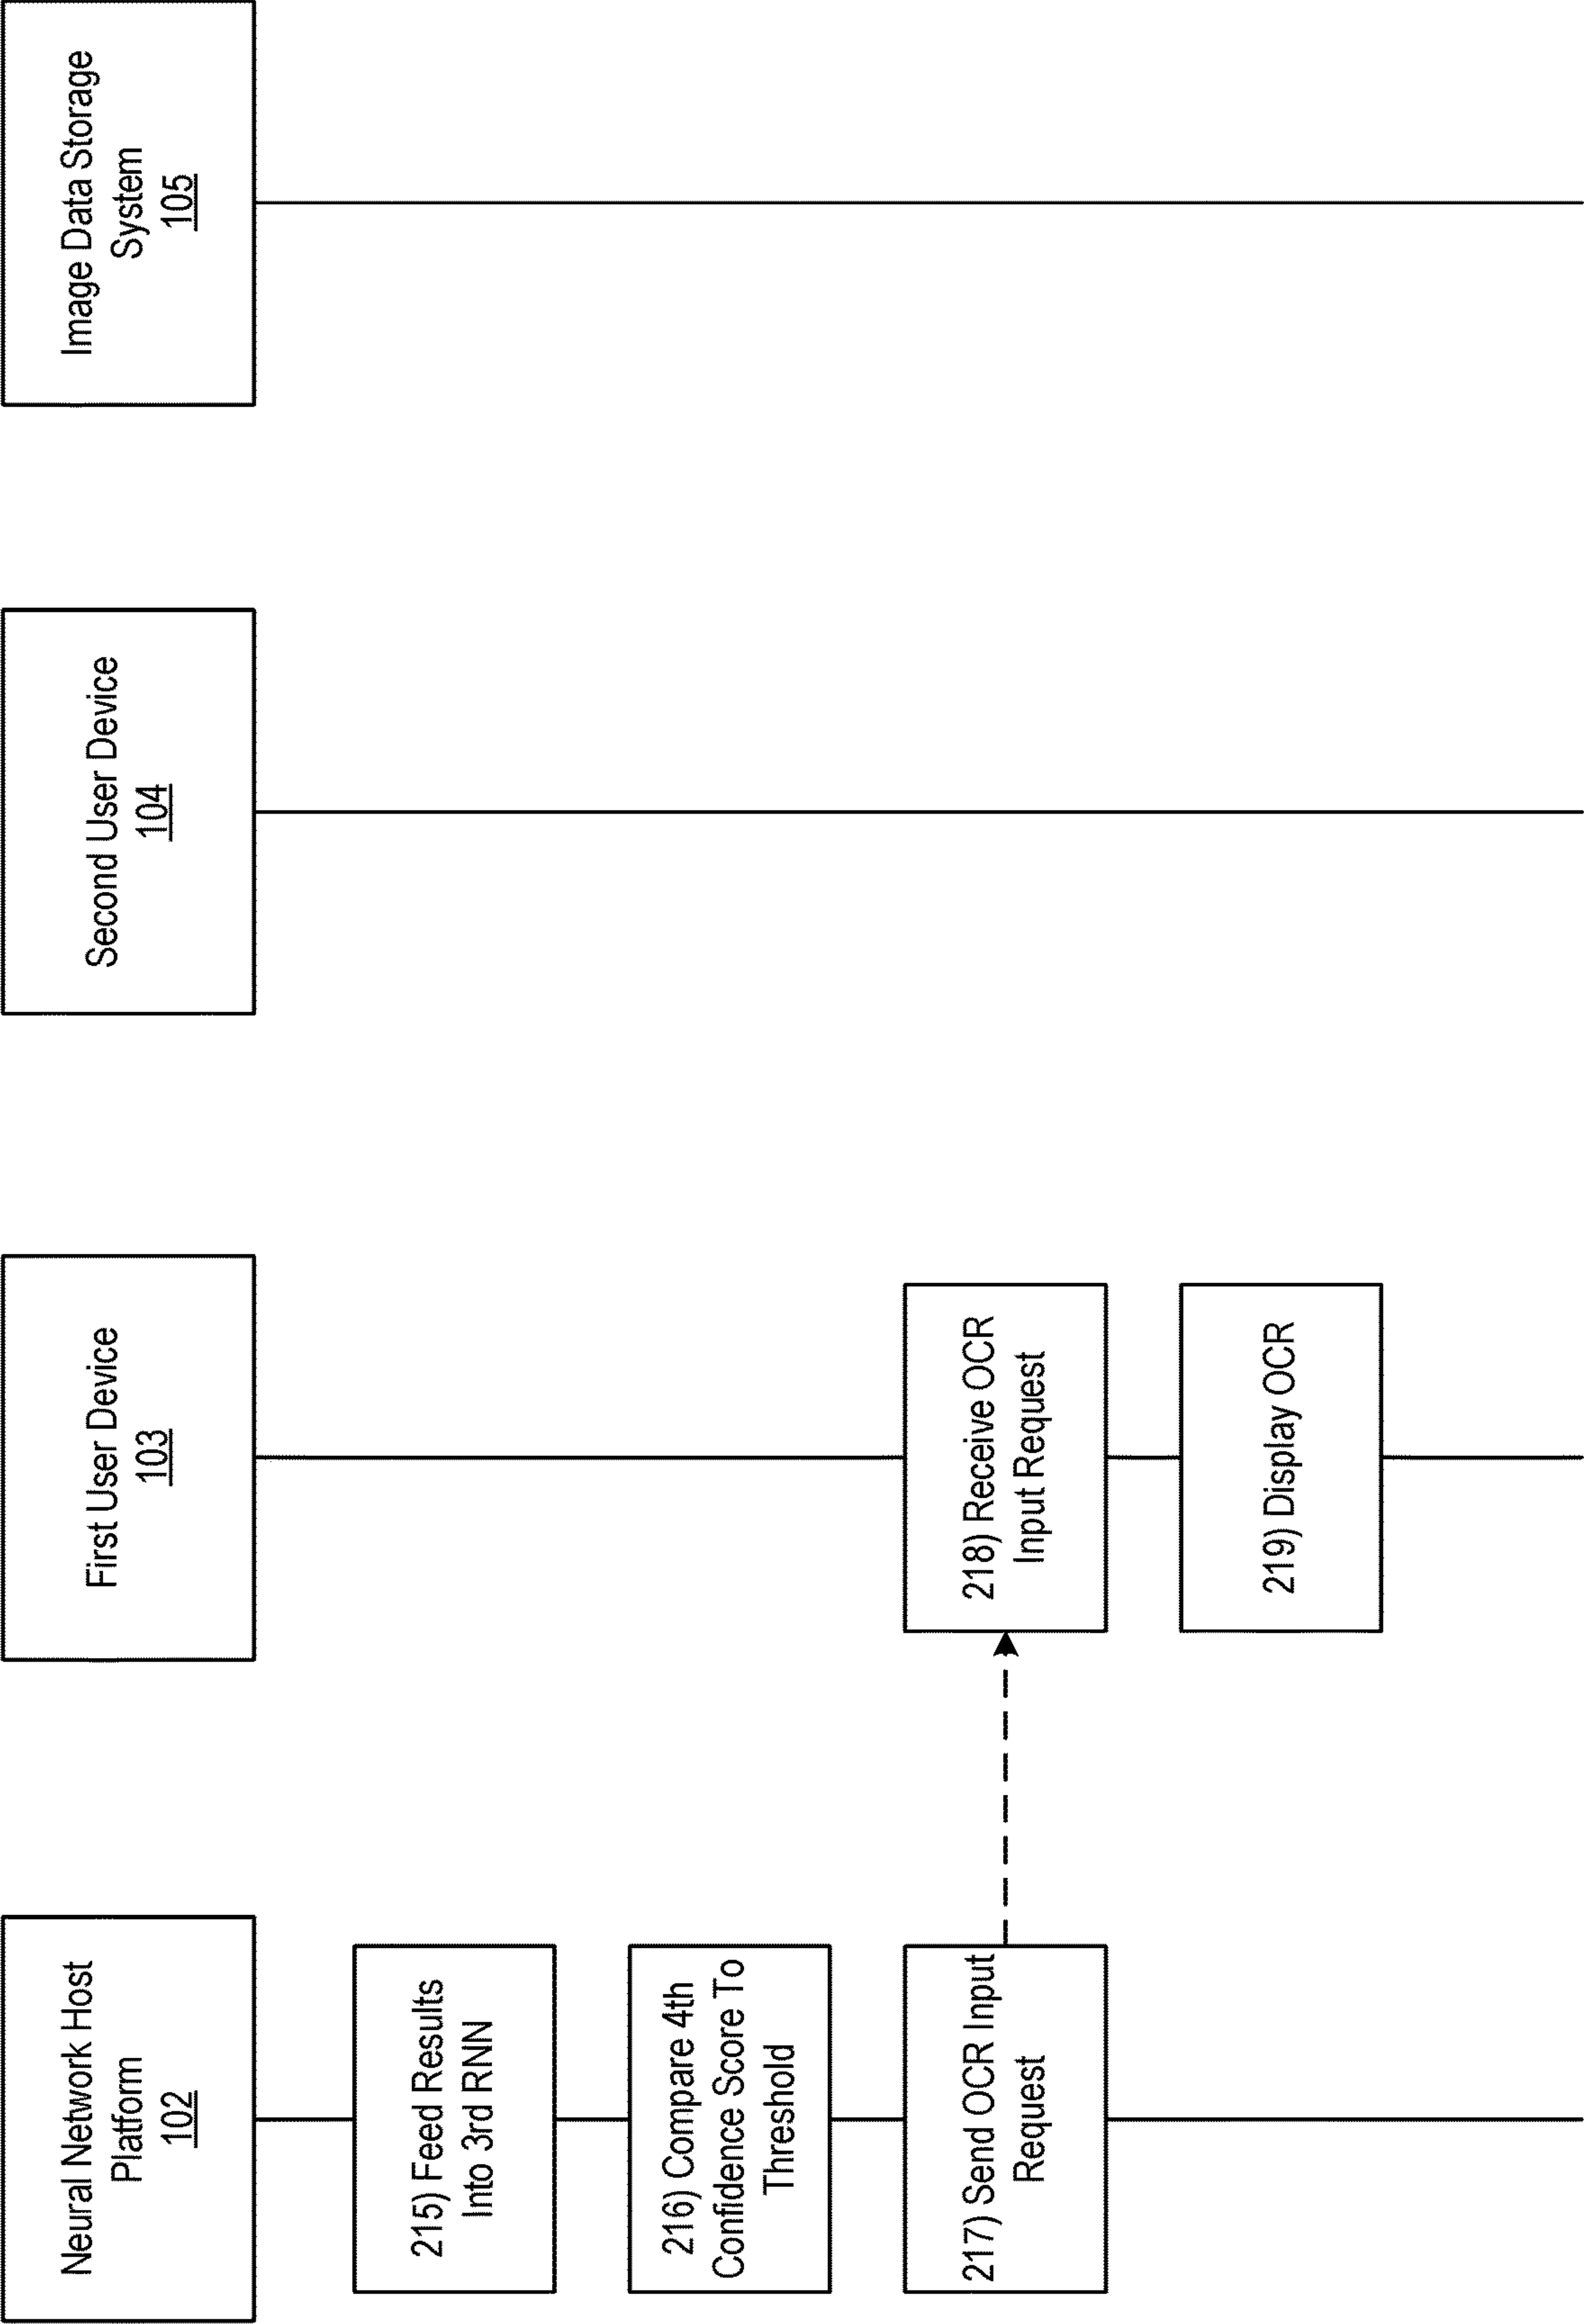 Neural Network Host
Platform
102
First User Device
103
Second User Device
104
Image Data Storage
System
105
215) Feed Results
Into 3rd RNN
216) Compare 4th
Confidence Score To
Threshold
217) Send OCR Input
Request
218) Receive OCR
Input Request
219) Display OCR